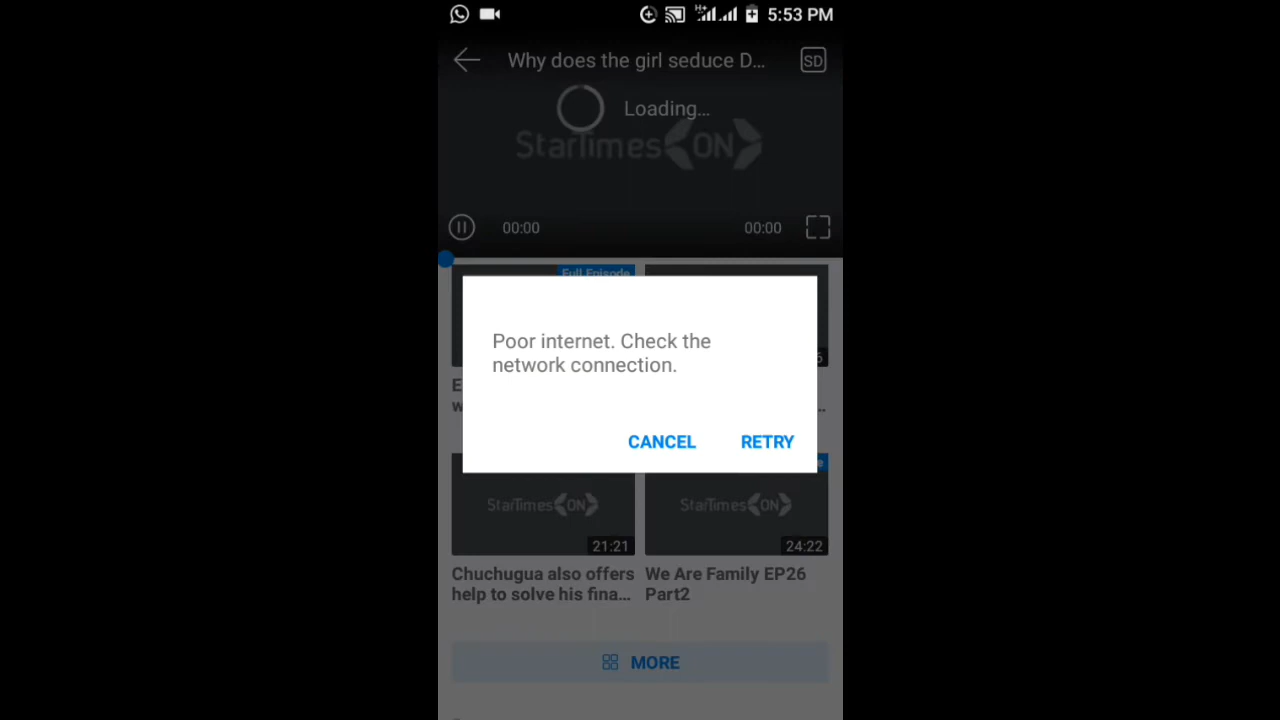 H+ 5:53 PM
Why does the girl seduce D... SD
Loading...
StarTimes ON
00:00 00:00
Full Episode
Poor internet. Check the
network connection.
CANCEL RETRY
StarTimes ON StarTimes ON
21:21 24:22
Chuchugua also offers
help to solve his fina...
We Are Family EP26
Part2
MORE